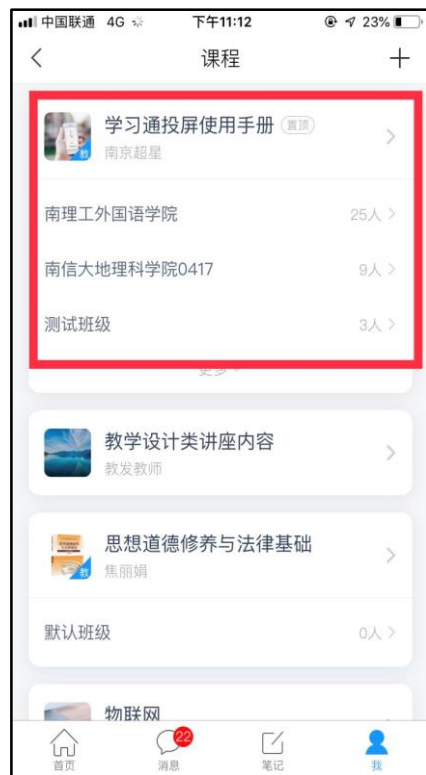 中国联通 4G 下午11:12 23%
课程
学习通投屏使用手册 置顶
教
南京超星
南理工外国语学院 25人
南信大地理科学院0417 9人
测试班级 3人
更多
教学设计类讲座内容
教发教师
思想道德修养与法律基础
教
焦丽娟
默认班级 0人
物联网
22
首页 消息 笔记 我